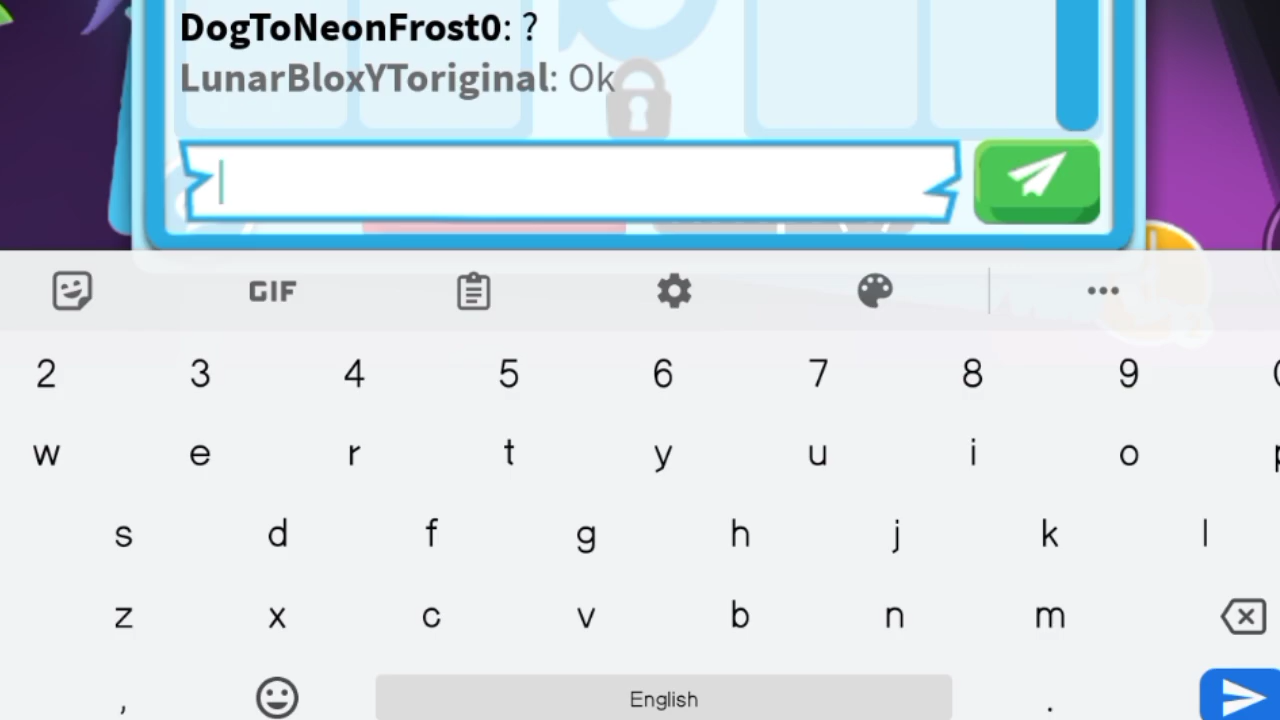 DogToNeonFrost0: ?
LunarBloxYToriginal: Ok
GIF
2 3 4 5 6 7 8 9
w e r t y u i o p
s d f g h j k l
z x c v b n m
, English .